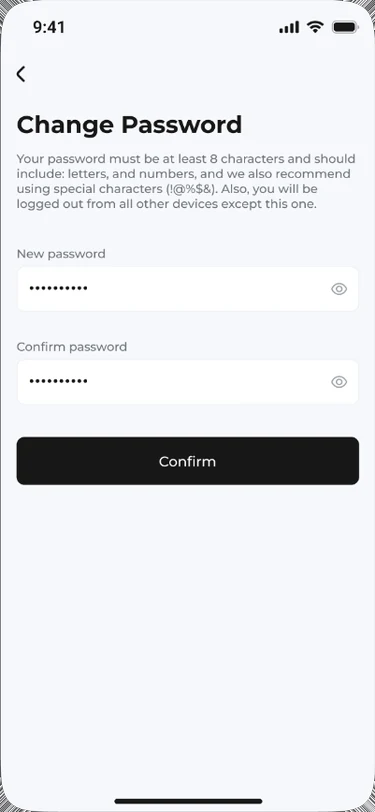 9:41
Change Password
Your password must be at least 8 characters and should
include: letters, and numbers, and we also recommend
using special characters (!@%$&). Also, you will be
logged out from all other devices except this one.
New password
••••••••••
Confirm password
••••••••••
Confirm